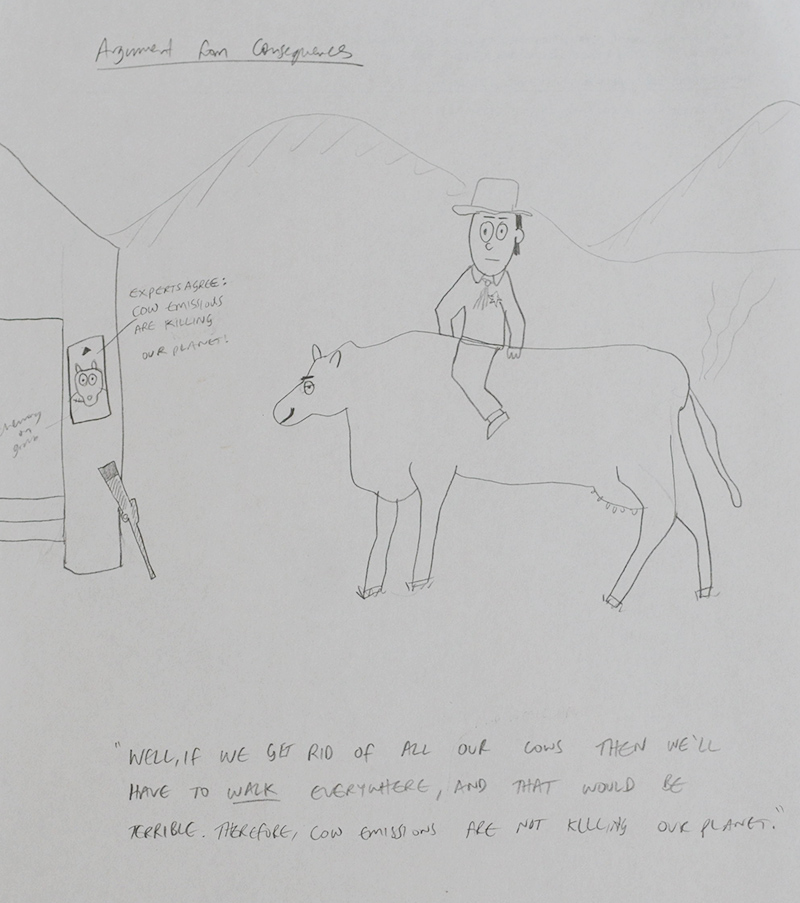 Argument from Consequences
EXPERTS AGREE:
COW EMISSIONS
ARE KILLING
OUR PLANET!
chewing
on
"WELL, IF WE GET RID OF ALL OUR COWS THEN WE'LL
HAVE TO WALK EVERYWHERE, AND THAT WOULD BE
TERRIBLE. THEREFORE, COW EMISSIONS ARE NOT KILLING OUR PLANET."